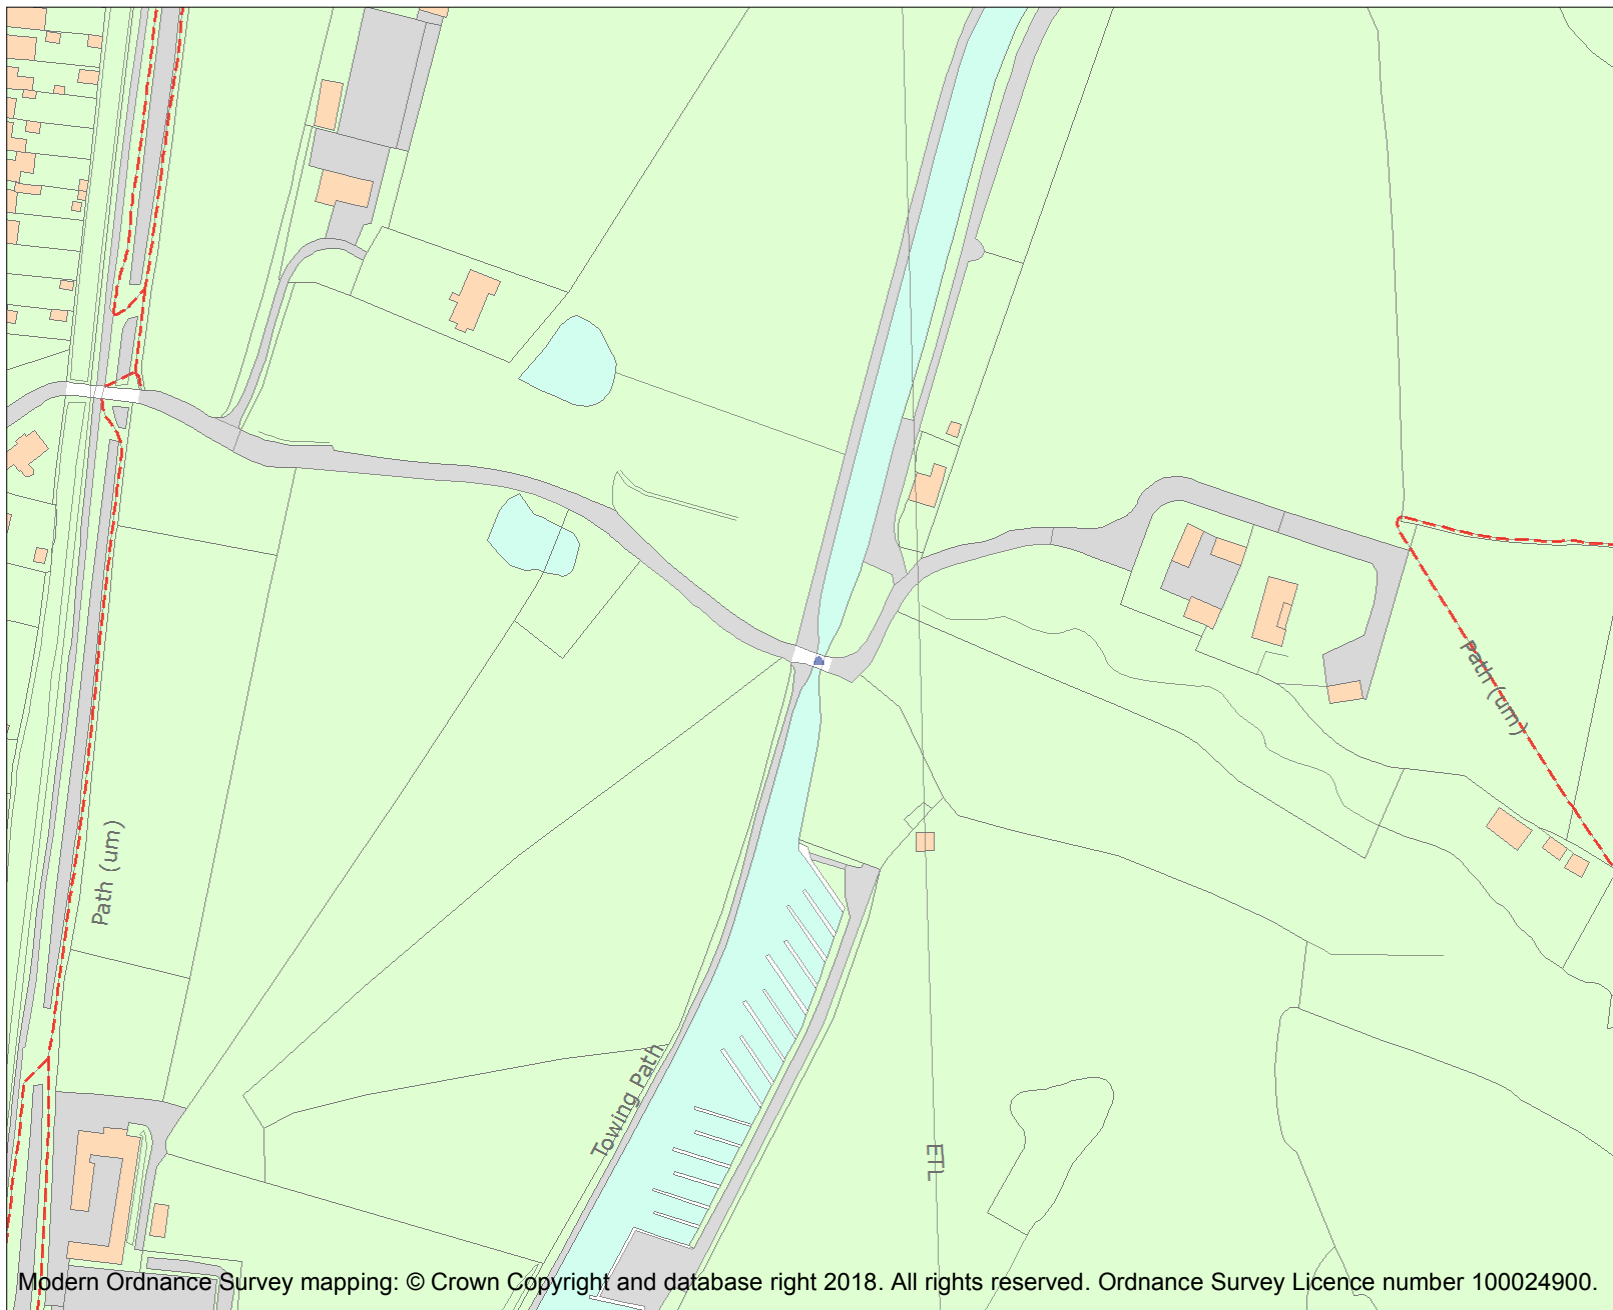 Path (um)
Path (um)
Towing Path
ETL
Modern Ordnance Survey mapping: © Crown Copyright and database right 2018. All rights reserved. Ordnance Survey Licence number 100024900.